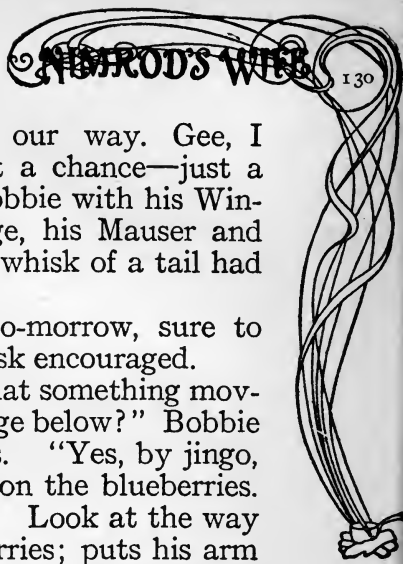 NIMROD'S WIFE 130
our way. Gee, I
a chance—just a
obbie with his Win-
ge, his Mauser and
whisk of a tail had
o-morrow, sure to
sk encouraged.
hat something mov-
ge below?" Bobbie
s. "Yes, by jingo,
on the blueberries.
Look at the way
rries; puts his arm